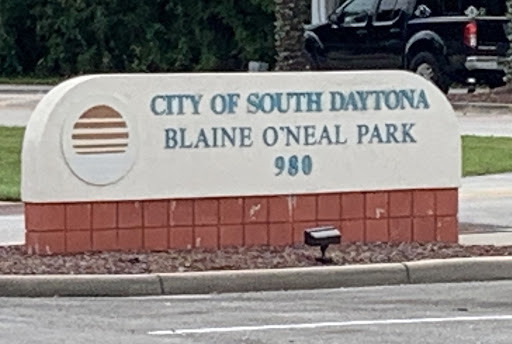 CITY OF SOUTH DAYTONA
BLAINE O'NEAL PARK
980